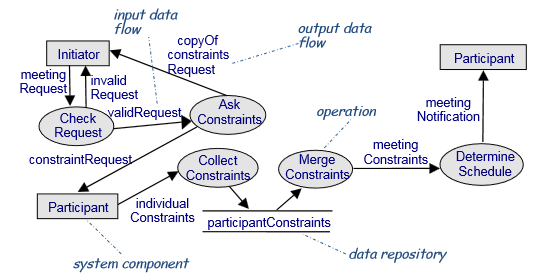 input data
flow
copyOf
constraints
Request
output data
flow
Initiator
Participant
meeting
Request
invalid
Request
validRequest
Ask
Constraints
Check
Request
operation
meeting
Notification
constraintRequest
Collect
Constraints
Merge
Constraints
meeting
Constraints
Determine
Schedule
Participant
individual
Constraints
participantConstraints
system component
data repository